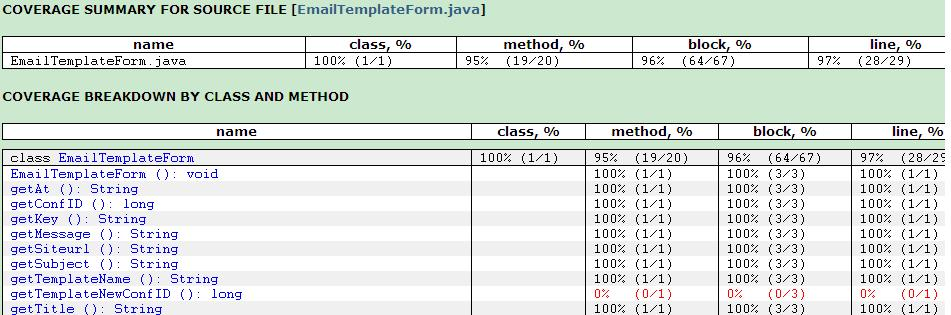 COVERAGE SUMMARY FOR SOURCE FILE [EmailTemplateForm.java]
name class, % method, % block, % line, %
EmailTemplateForm.java 100% (1/1) 95% (19/20) 96% (64/67) 97% (28/29)
COVERAGE BREAKDOWN BY CLASS AND METHOD
name class, % method, % block, % line, %
class EmailTemplateForm 100% (1/1) 95% (19/20) 96% (64/67) 97% (28/29
EmailTemplateForm (): void 100% (1/1) 100% (3/3) 100% (1/1)
getAt (): String 100% (1/1) 100% (3/3) 100% (1/1)
getConfID (): long 100% (1/1) 100% (3/3) 100% (1/1)
getKey (): String 100% (1/1) 100% (3/3) 100% (1/1)
getMessage (): String 100% (1/1) 100% (3/3) 100% (1/1)
getSiteurl (): String 100% (1/1) 100% (3/3) 100% (1/1)
getSubject (): String 100% (1/1) 100% (3/3) 100% (1/1)
getTemplateName (): String 100% (1/1) 100% (3/3) 100% (1/1)
getTemplateNewConfID (): long 0% (0/1) 0% (0/3) 0% (0/1)
getTitle (): String 100% (1/1) 100% (3/3) 100% (1/1)